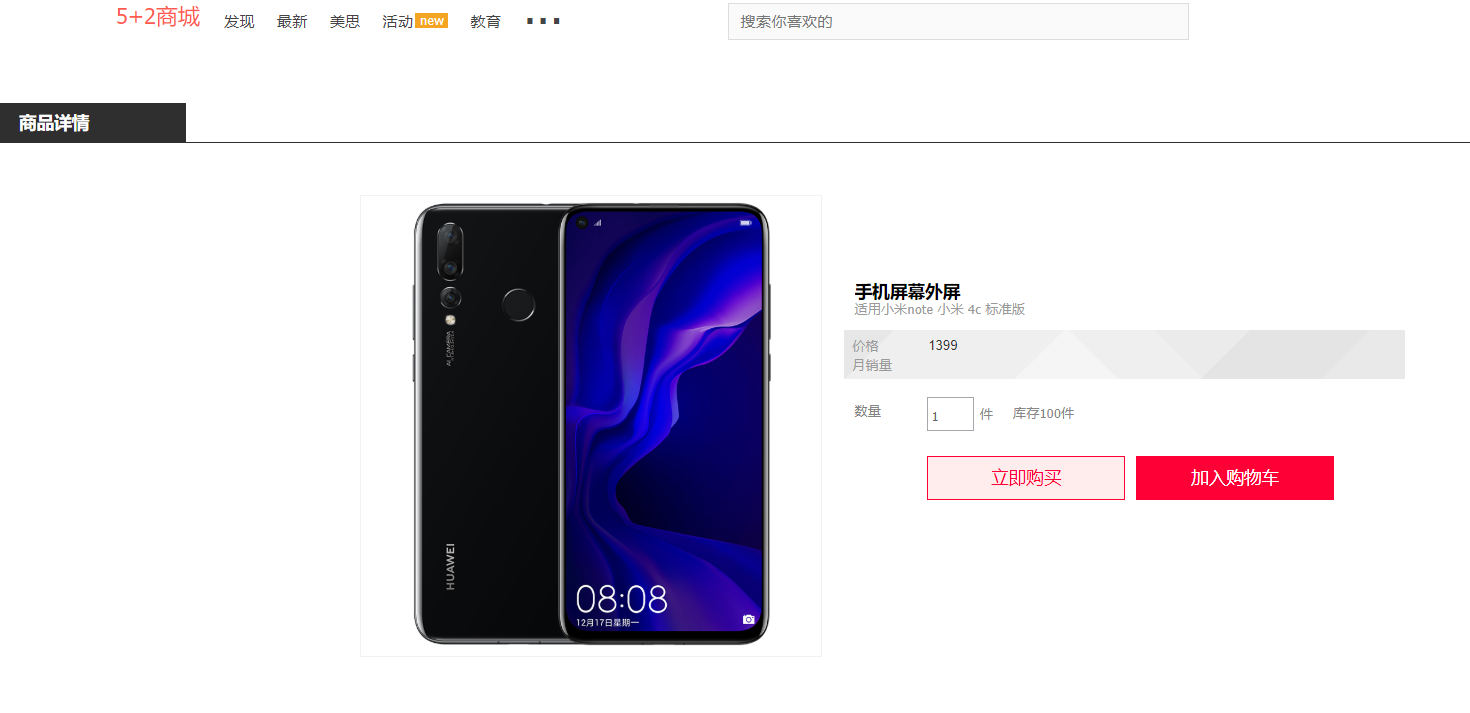 5+2商城 发现 最新 美思 活动 new 教育 ▪▪▪ 搜索你喜欢的
商品详情
手机屏幕外屏
适用小米note 小米 4c 标准版
价格 1399
月销量
数量 1 件 库存100件
立即购买 加入购物车
AI CAMERA
HUAWEI
08:08
12月17日星期一